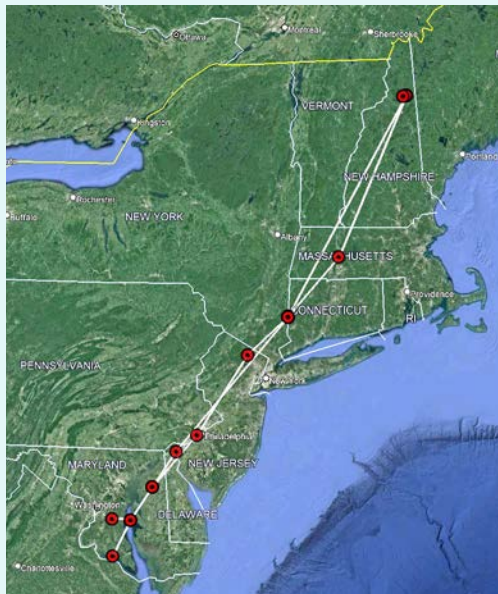 Montreal
Sherbrooke
Ottawa
Kingston
VERMONT
Portland
Rochester
NEW HAMPSHIRE
Buffalo
NEW YORK
Albany
MASSACHUSETTS
Providence
CONNECTICUT
RI
PENNSYLVANIA
New York
Philadelphia
MARYLAND
NEW JERSEY
Washington
DELAWARE
Charlottesville